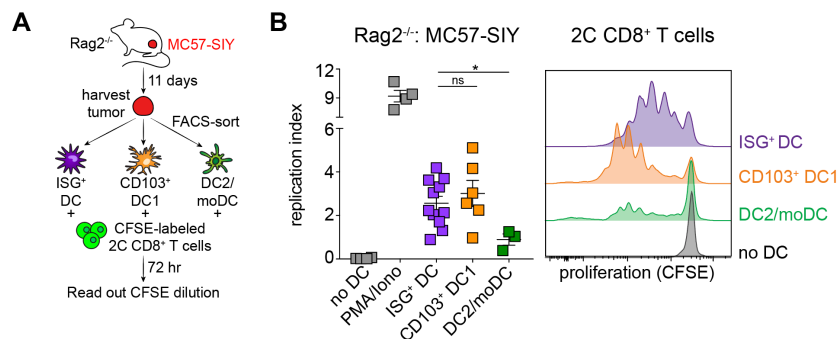 A
Rag2-/-
MC57-SIY
11 days
harvest
tumor
FACS-sort
ISG+
DC
+
CD103+
DC1
+
DC2/
moDC
+
CFSE-labeled
2C CD8+ T cells
72 hr
Read out CFSE dilution
B
Rag2-/-: MC57-SIY
replication index
12
9
6
4
2
0
*
ns
no DC
PMA/Iono
ISG+ DC
CD103+ DC1
DC2/moDC
2C CD8+ T cells
ISG+ DC
CD103+ DC1
DC2/moDC
no DC
proliferation (CFSE)